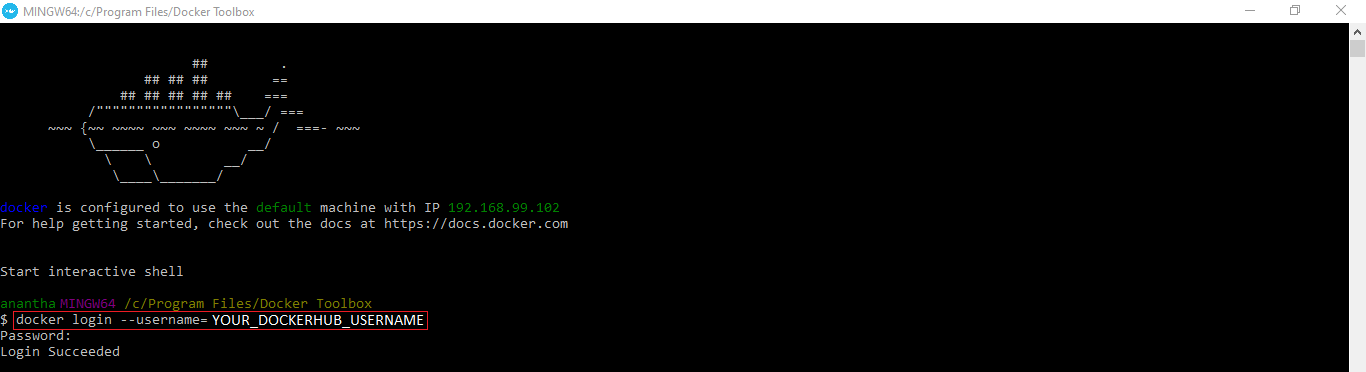 MINGW64:/c/Program Files/Docker Toolbox
##         .
## ## ##        ==
## ## ## ## ##    ===
/"""""""""""""""""\___/ ===
~~~ {~~ ~~~~ ~~~ ~~~~ ~~~ ~ /  ===- ~~~
\______ o           __/
\    \         __/
\____\_______/
docker is configured to use the default machine with IP 192.168.99.102
For help getting started, check out the docs at https://docs.docker.com
Start interactive shell
anantha MINGW64 /c/Program Files/Docker Toolbox
$ docker login --username= YOUR_DOCKERHUB_USERNAME
Password:
Login Succeeded